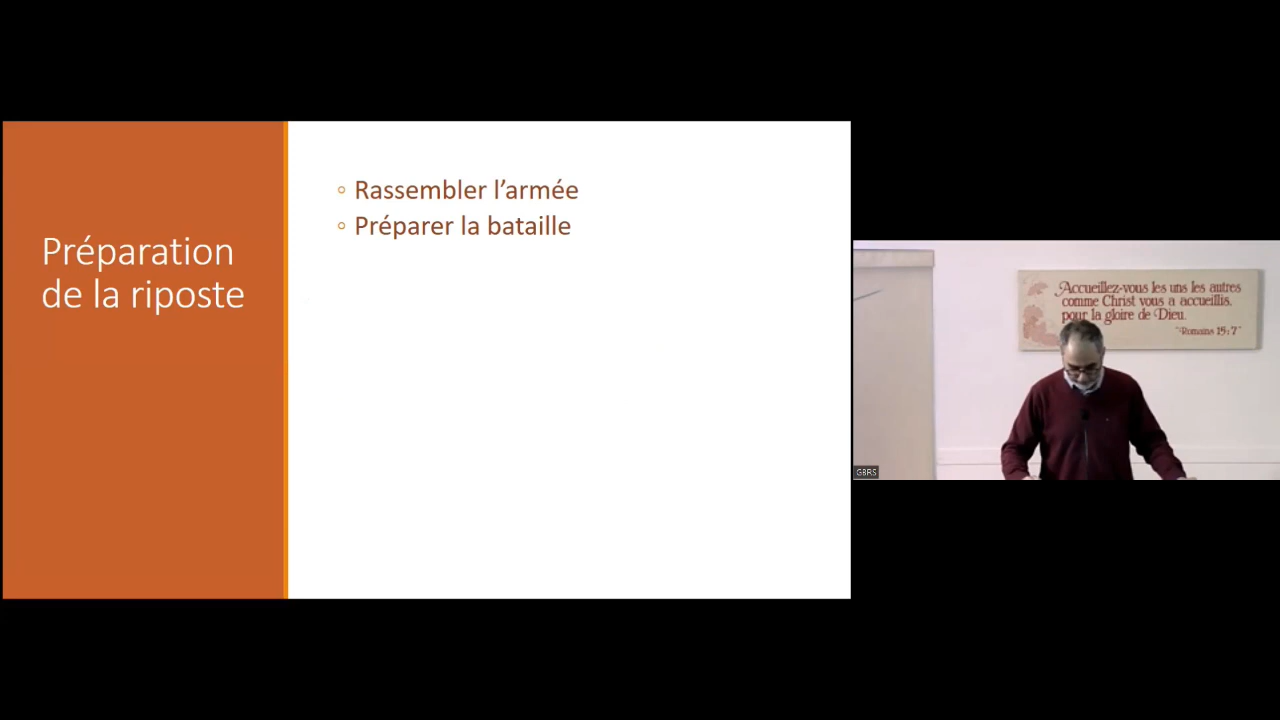 Préparation
de la riposte
◦ Rassembler l’armée
◦ Préparer la bataille
Accueillez-vous les uns les autres
comme Christ vous a accueillis,
pour la gloire de Dieu.
"Romains 15:7"
GBRS